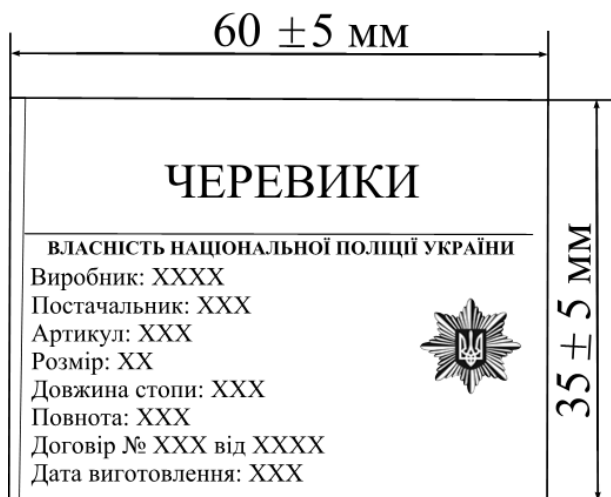 60 ±5 мм
ЧЕРЕВИКИ
ВЛАСНІСТЬ НАЦІОНАЛЬНОЇ ПОЛІЦІЇ УКРАЇНИ
Виробник: XXXX
Постачальник: XXX
Артикул: XXX
Розмір: XX
Довжина стопи: XXX
Повнота: XXX
Договір № XXX від XXXX
Дата виготовлення: XXX
35 ± 5 мм